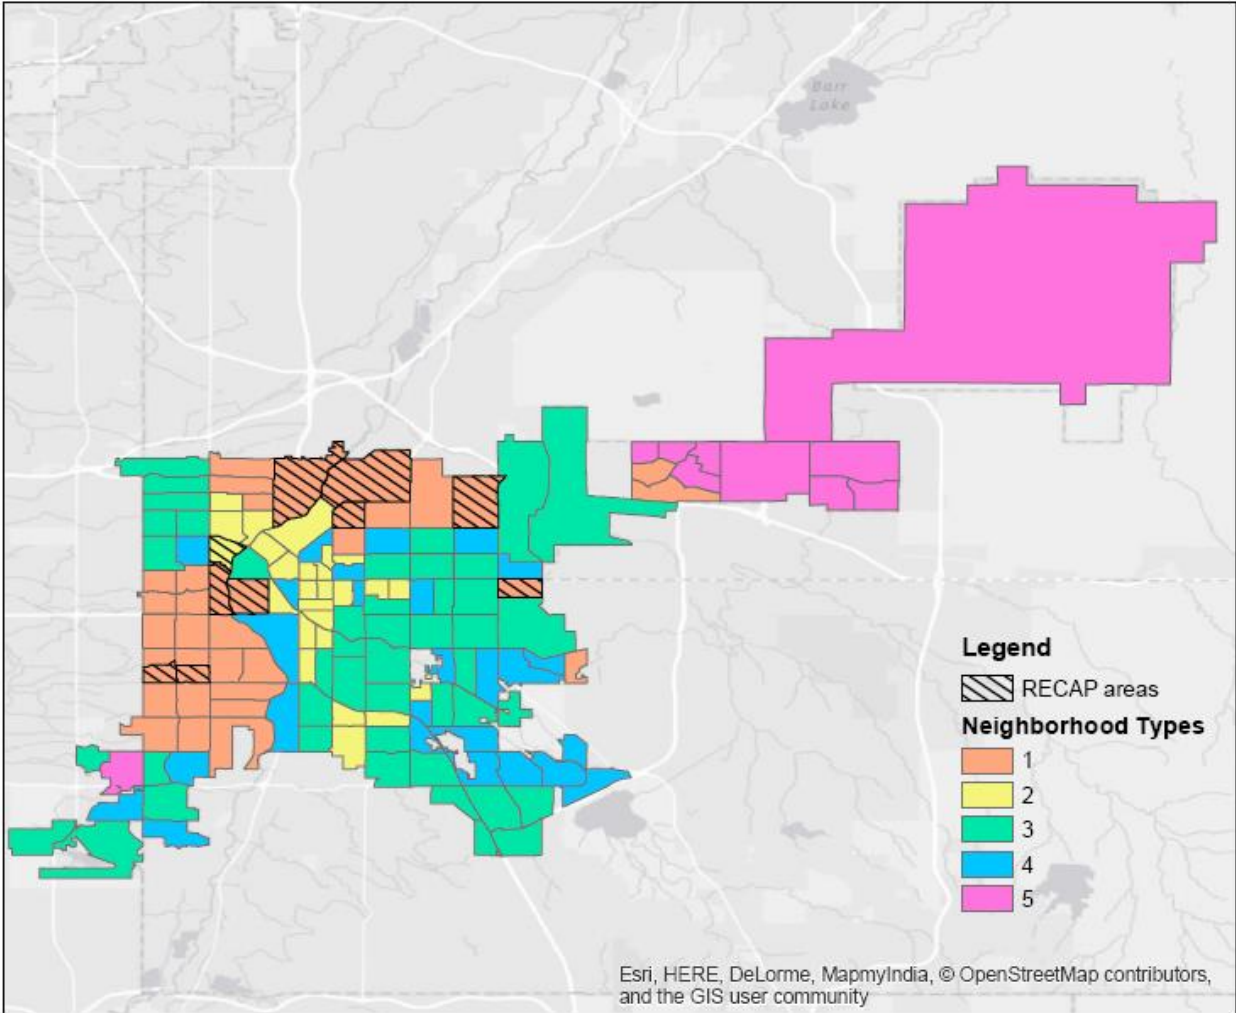 Barr
Lake
Legend
RECAP areas
Neighborhood Types
1
2
3
4
5
Esri, HERE, DeLorme, MapmyIndia, © OpenStreetMap contributors,
and the GIS user community